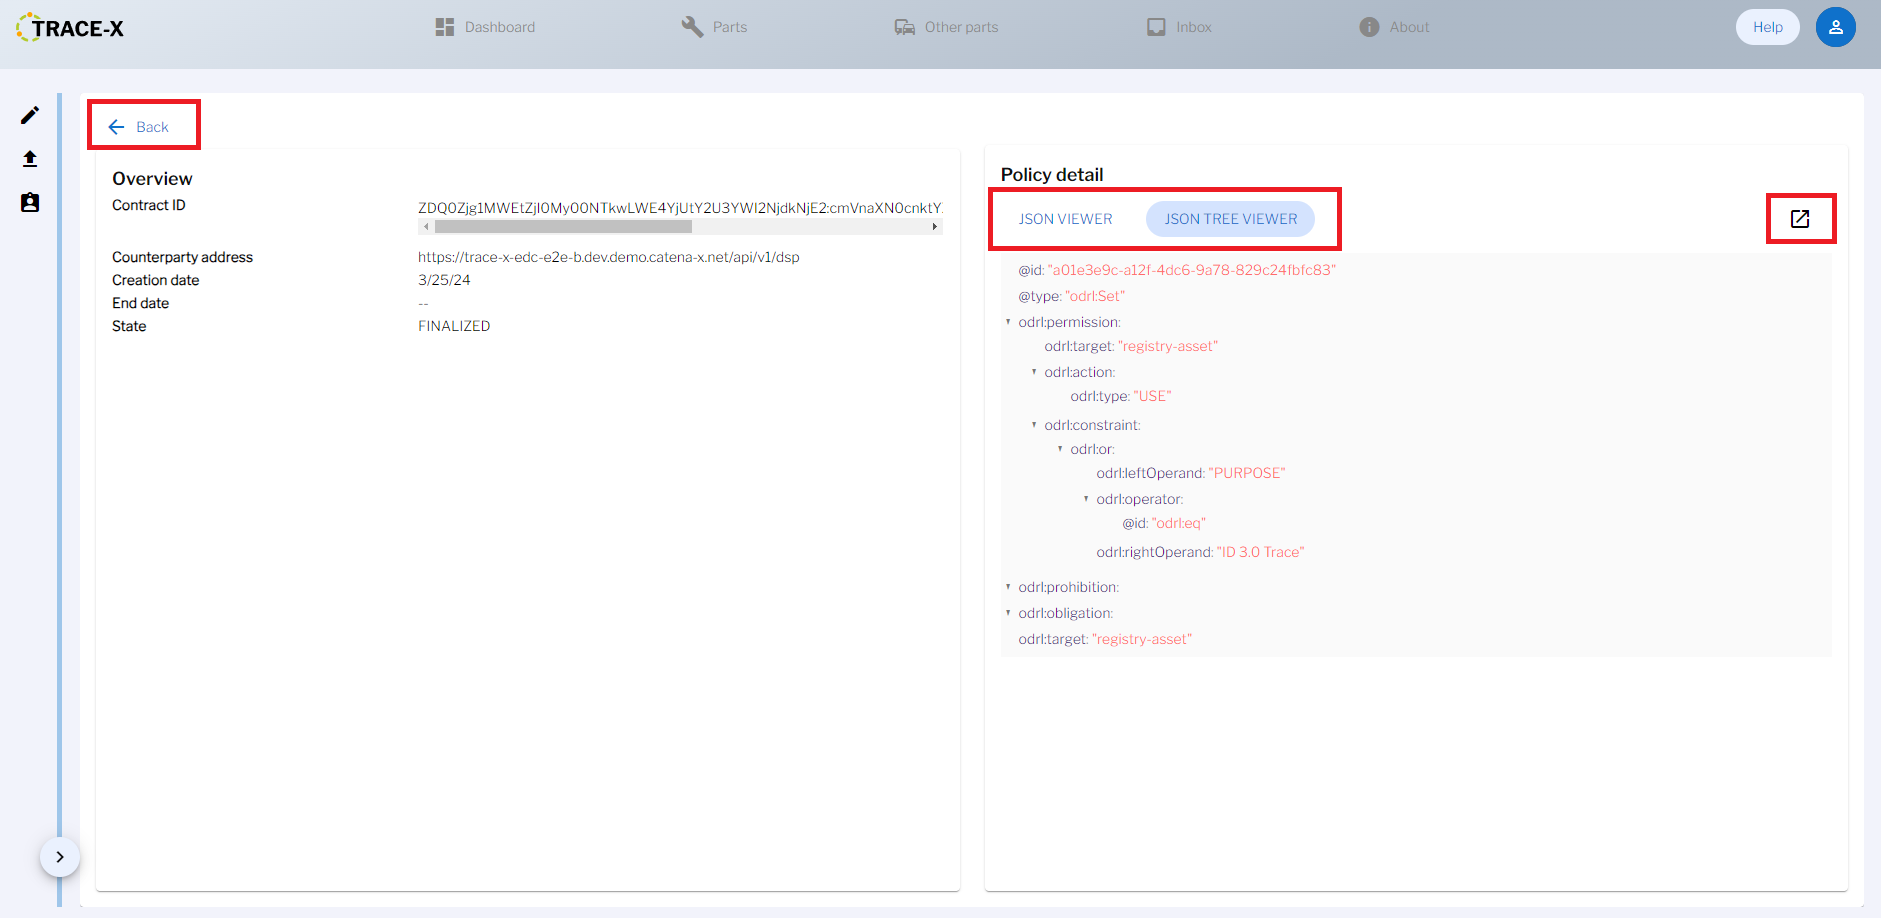 TRACE-X
Dashboard
Parts
Other parts
Inbox
About
Help
Back
Overview
Contract ID
ZDQ0Zjg1MWEtZjI0My00NTkwLWE4YjUtY2U3YWI2NjdkNjE2:cmVnaXN0cnktY
Counterparty address
https://trace-x-edc-e2e-b.dev.demo.catena-x.net/api/v1/dsp
Creation date
3/25/24
End date
--
State
FINALIZED
Policy detail
JSON VIEWER
JSON TREE VIEWER
@id: "a01e3e9c-a12f-4dc6-9a78-829c24fbfc83"
@type: "odrl:Set"
odrl:permission:
odrl:target: "registry-asset"
odrl:action:
odrl:type: "USE"
odrl:constraint:
odrl:or:
odrl:leftOperand: "PURPOSE"
odrl:operator:
@id: "odrl:eq"
odrl:rightOperand: "ID 3.0 Trace"
odrl:prohibition:
odrl:obligation:
odrl:target: "registry-asset"